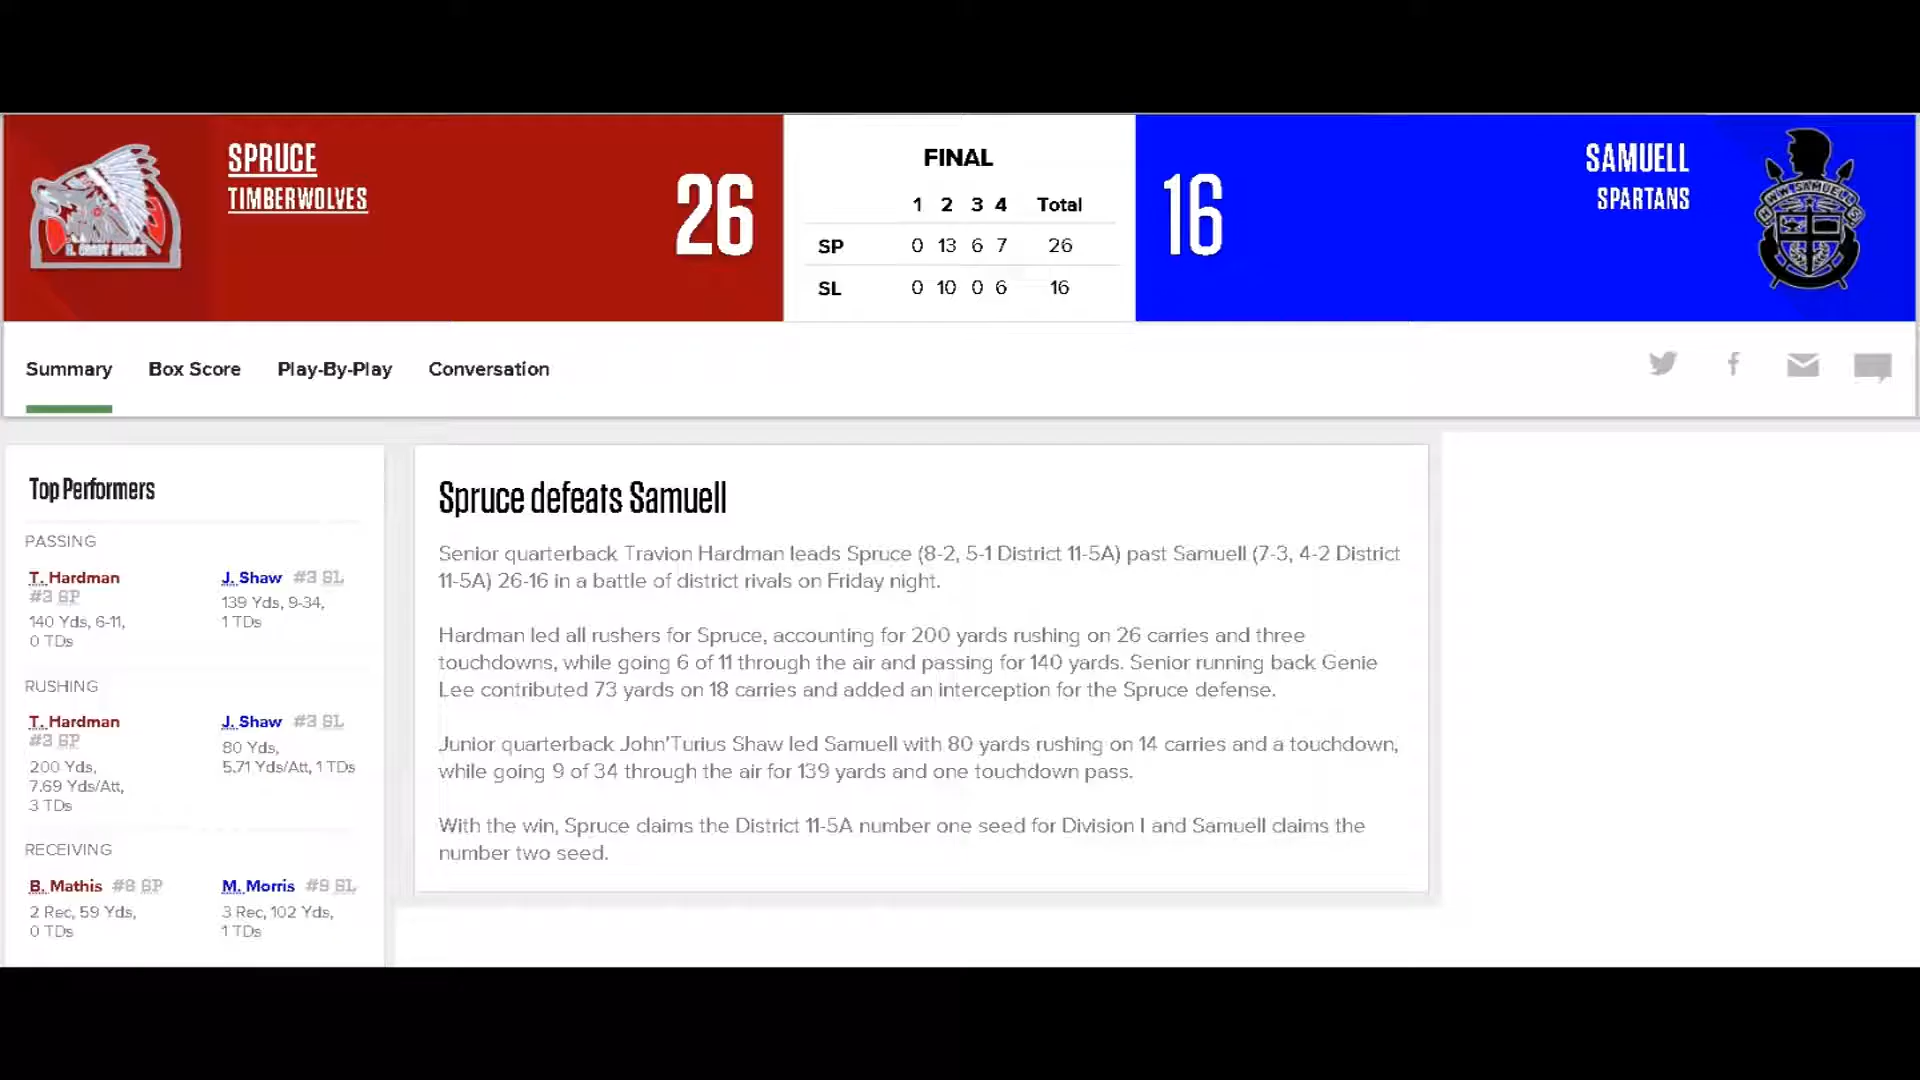 SPRUCE
TIMBERWOLVES
26
FINAL
1 2 3 4 Total
SP 0 13 6 7 26
SL 0 10 0 6 16
16
SAMUELL
SPARTANS
W.W. SAMUELL H.S.
Summary Box Score Play-By-Play Conversation
Top Performers
PASSING
T. Hardman
#3 SP
140 Yds, 6-11,
0 TDs
J. Shaw #3 SL
139 Yds, 9-34,
1 TDs
RUSHING
T. Hardman
#3 SP
200 Yds,
7.69 Yds/Att,
3 TDs
J. Shaw #3 SL
80 Yds,
5.71 Yds/Att, 1 TDs
RECEIVING
B. Mathis #8 SP
2 Rec, 59 Yds,
0 TDs
M. Morris #9 SL
3 Rec, 102 Yds,
1 TDs
Spruce defeats Samuell
Senior quarterback Travion Hardman leads Spruce (8-2, 5-1 District 11-5A) past Samuell (7-3, 4-2 District
11-5A) 26-16 in a battle of district rivals on Friday night.
Hardman led all rushers for Spruce, accounting for 200 yards rushing on 26 carries and three
touchdowns, while going 6 of 11 through the air and passing for 140 yards. Senior running back Genie
Lee contributed 73 yards on 18 carries and added an interception for the Spruce defense.
Junior quarterback John'Turius Shaw led Samuell with 80 yards rushing on 14 carries and a touchdown,
while going 9 of 34 through the air for 139 yards and one touchdown pass.
With the win, Spruce claims the District 11-5A number one seed for Division I and Samuell claims the
number two seed.